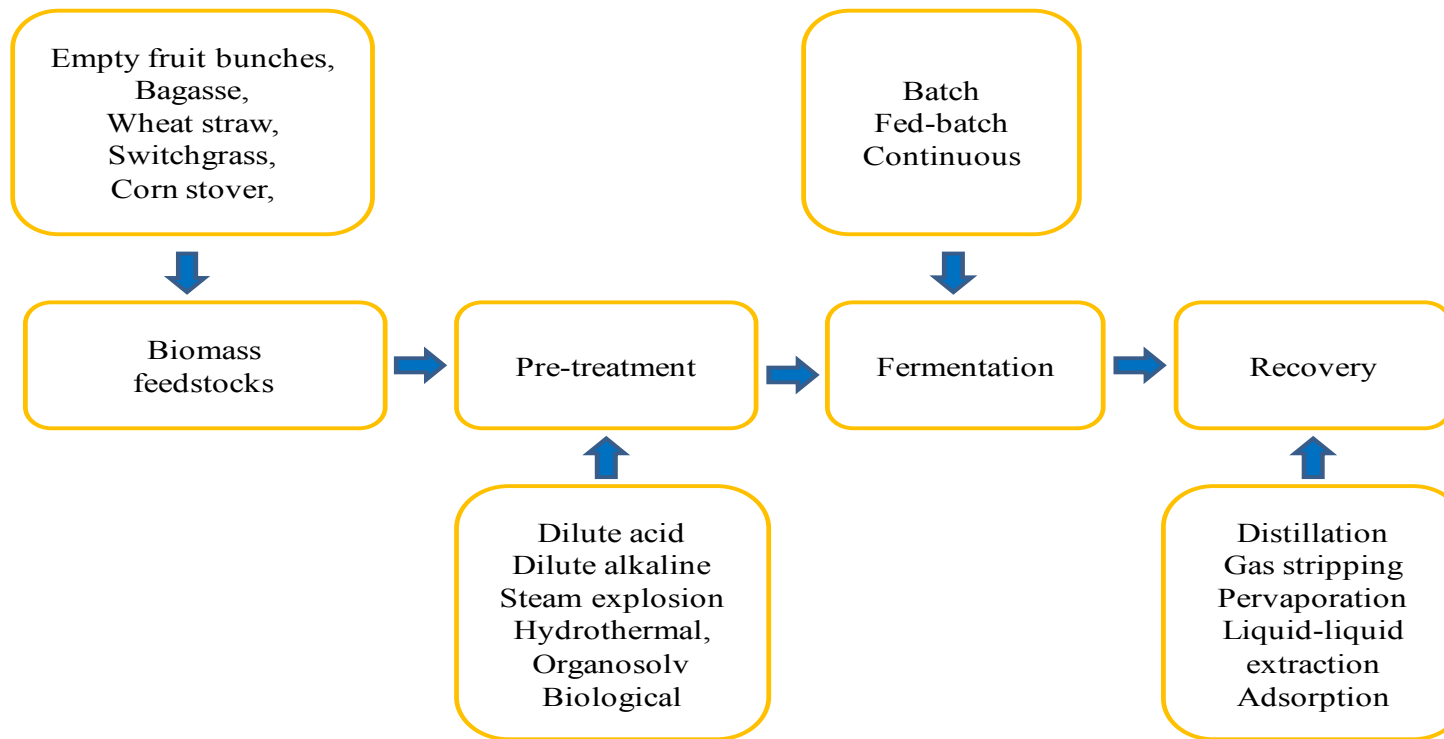 Empty fruit bunches,
Bagasse,
Wheat straw,
Switchgrass,
Corn stover,
Batch
Fed-batch
Continuous
Biomass
feedstocks
Pre-treatment
Fermentation
Recovery
Dilute acid
Dilute alkaline
Steam explosion
Hydrothermal,
Organosolv
Biological
Distillation
Gas stripping
Pervaporation
Liquid-liquid
extraction
Adsorption